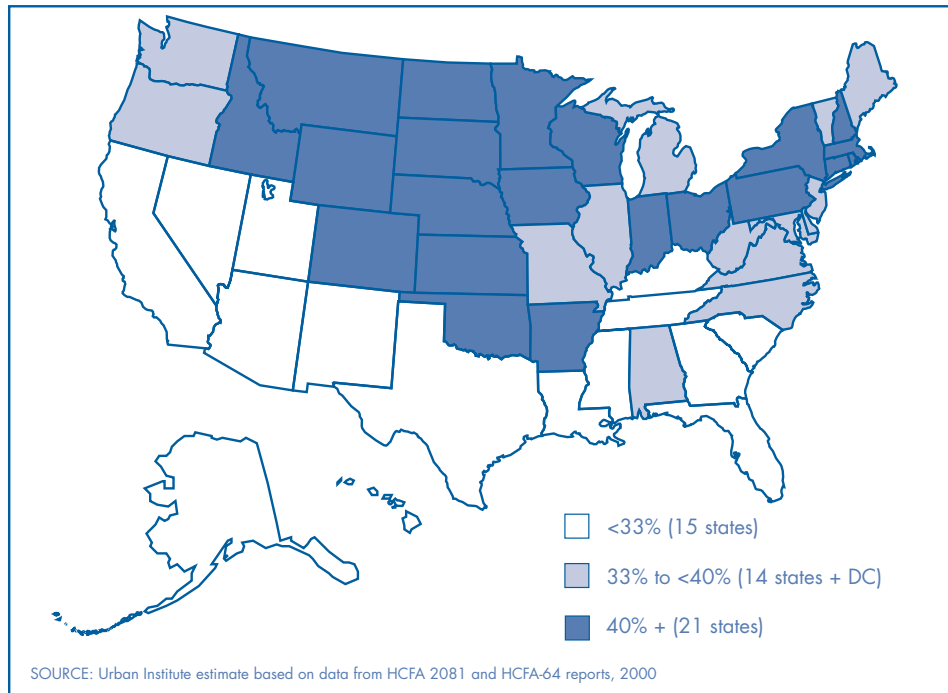 <33% (15 states)
33% to <40% (14 states + DC)
40% + (21 states)
SOURCE: Urban Institute estimate based on data from HCFA 2081 and HCFA-64 reports, 2000